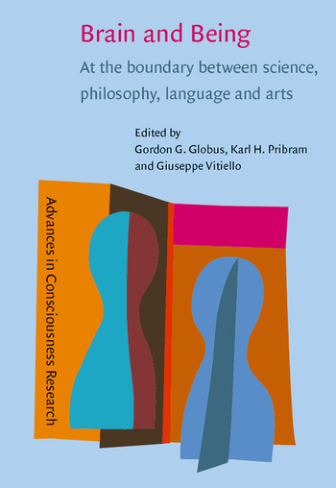 Brain and Being
At the boundary between science,
philosophy, language and arts
Edited by
Gordon G. Globus, Karl H. Pribram
and Giuseppe Vitiello
Advances in Consciousness Research